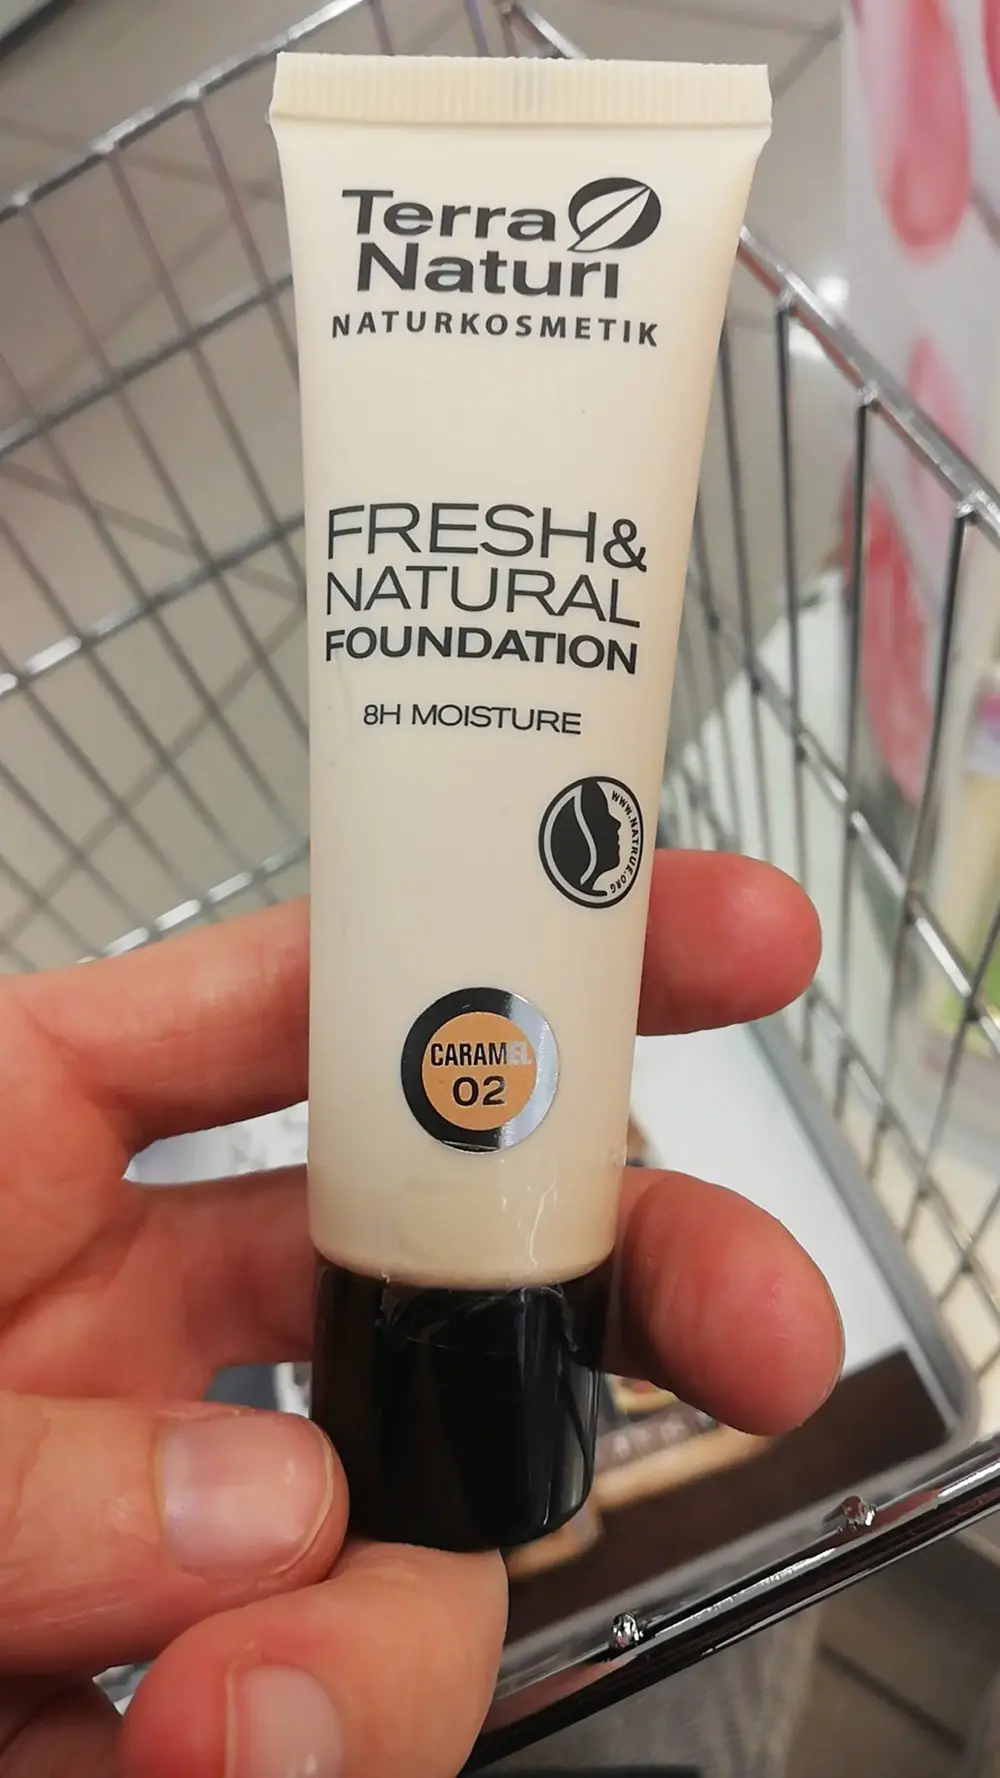 Terra
Naturi
NATURKOSMETIK
FRESH&
NATURAL
FOUNDATION
8H MOISTURE
WWW.NATRUE.ORG
CARAMEL
02